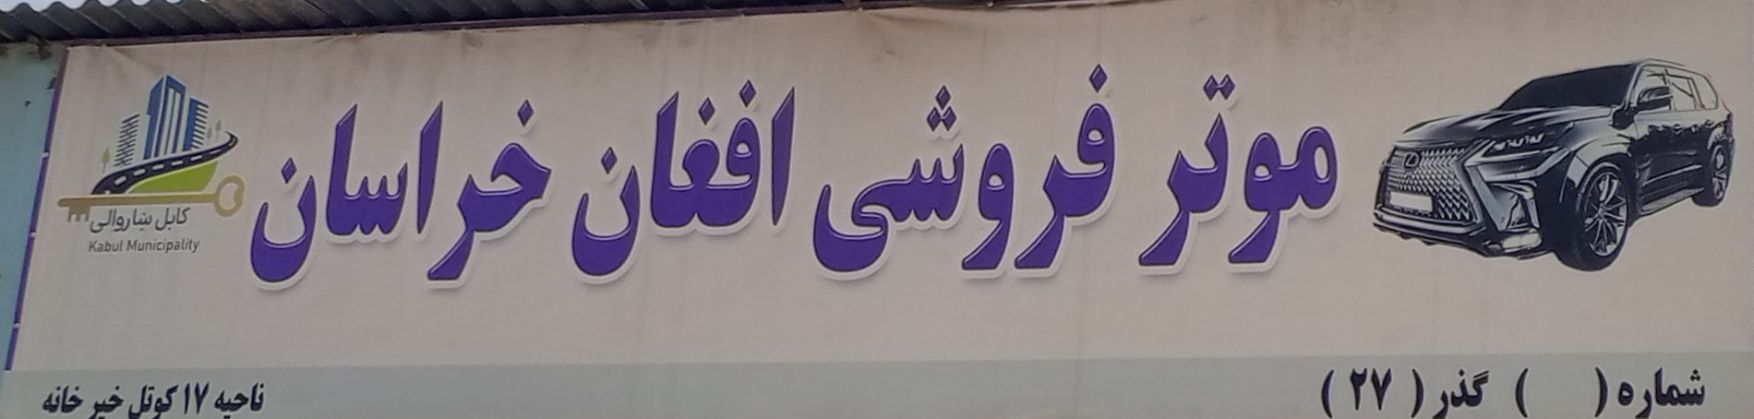 موتر فروشی افغان خراسان
کابل ښاروالی
Kabul Municipality
شماره (      ) گذر ( ۲۷ )
ناحیه ۱۷ کوتل خیر خانه